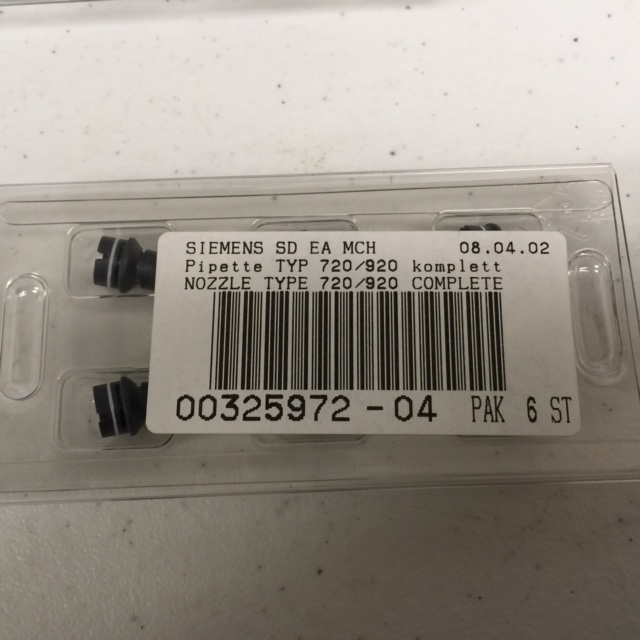 SIEMENS SD EA MCH 08.04.02
Pipette TYP 720/920 komplett
NOZZLE TYPE 720/920 COMPLETE
00325972-04 PAK 6 ST